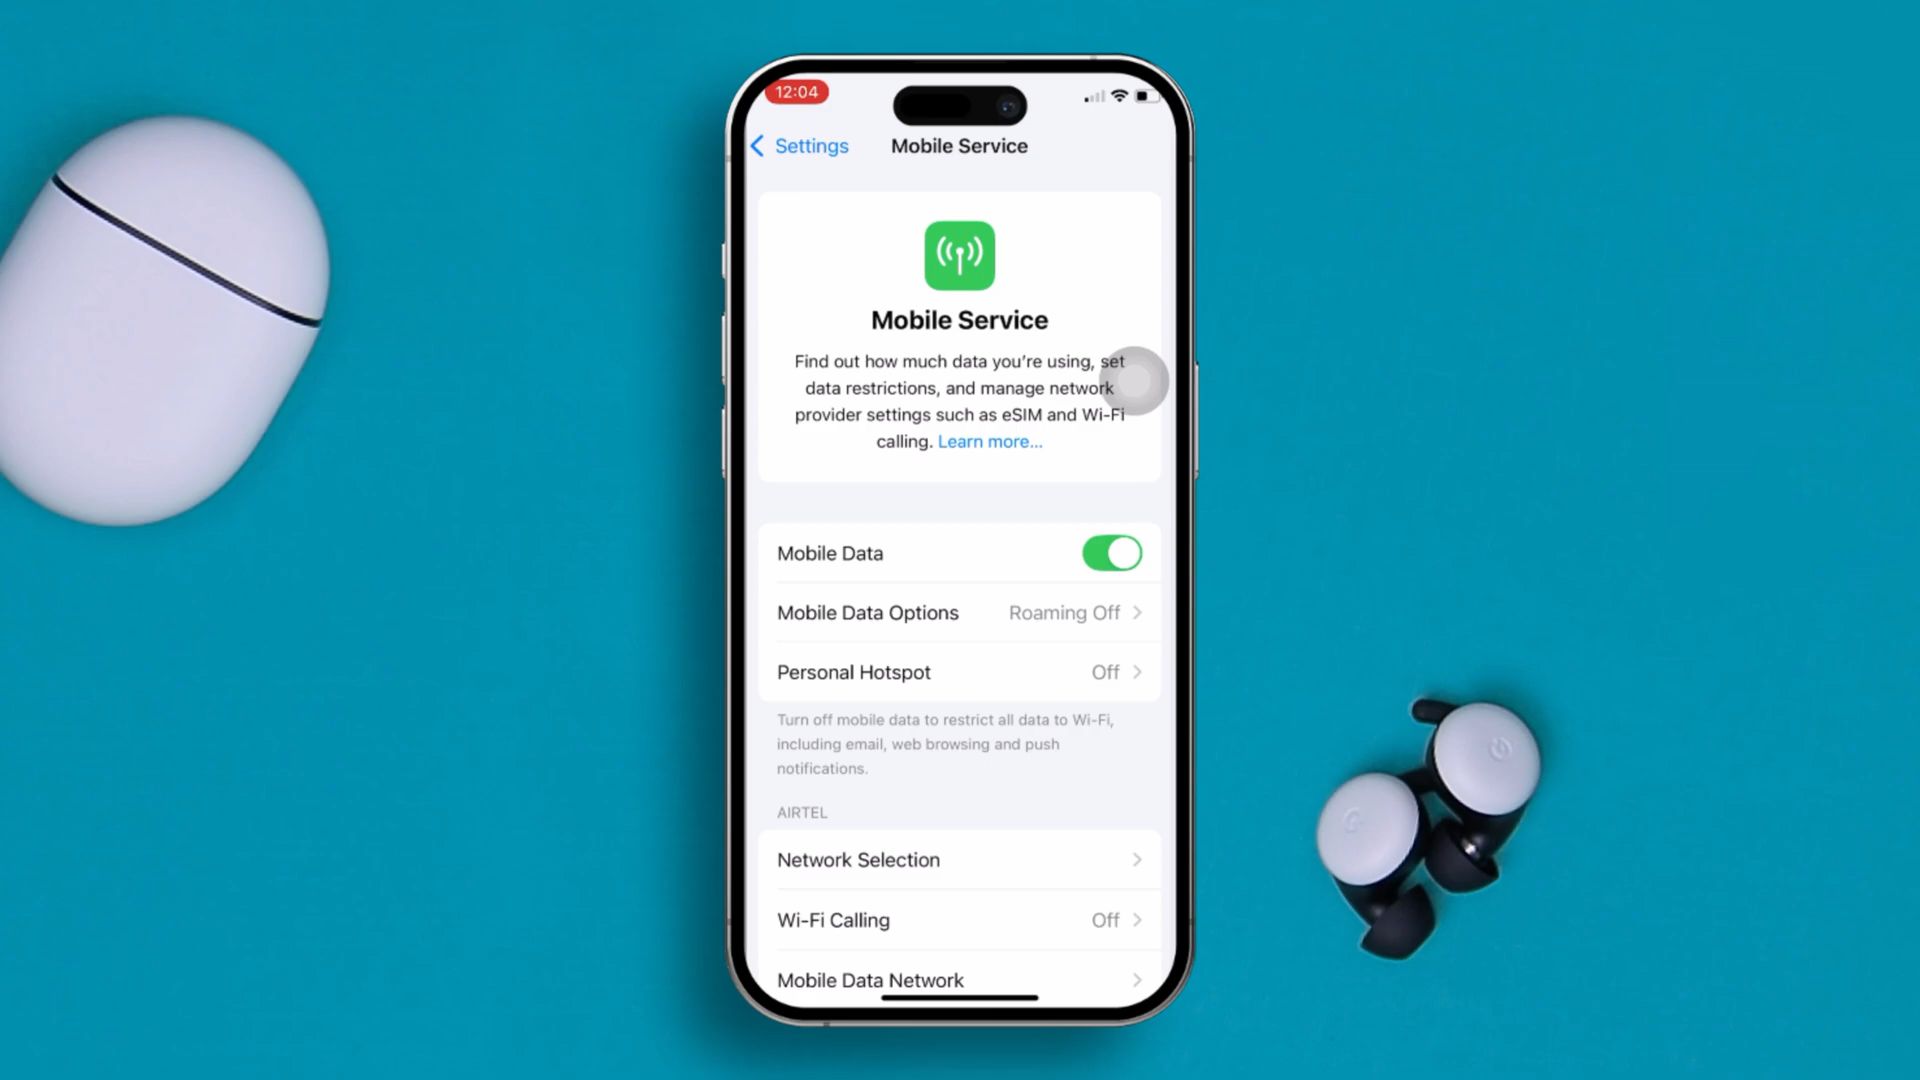 12:04
Settings
Mobile Service
Mobile Service
Find out how much data you're using, set
data restrictions, and manage network
provider settings such as eSIM and Wi-Fi
calling. Learn more...
Mobile Data
Mobile Data Options Roaming Off
Personal Hotspot Off
Turn off mobile data to restrict all data to Wi-Fi,
including email, web browsing and push
notifications.
AIRTEL
Network Selection
Wi-Fi Calling Off
Mobile Data Network